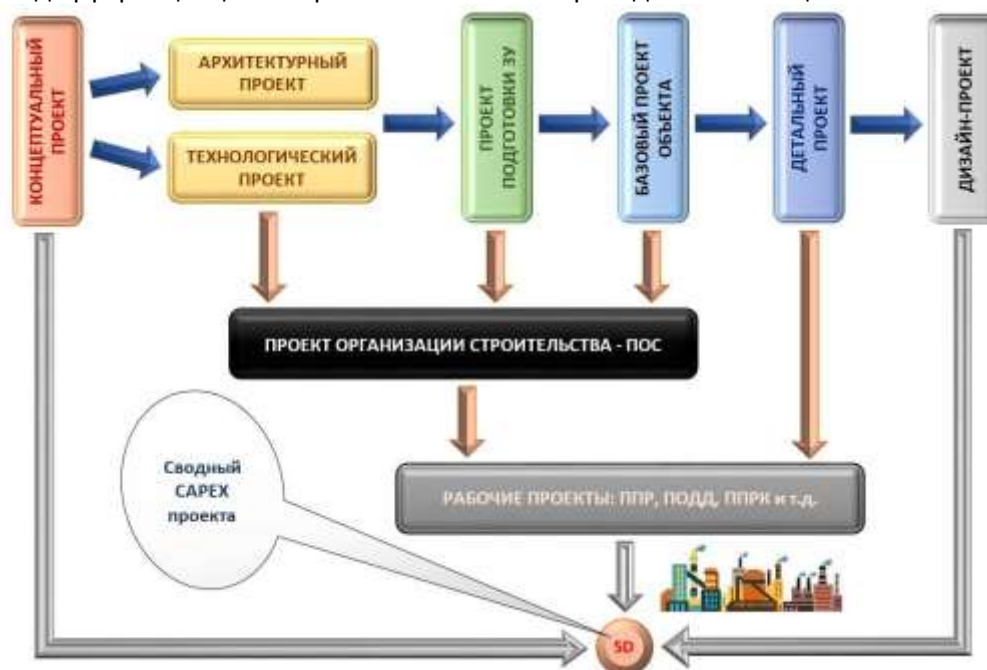 КОНЦЕПТУАЛЬНЫЙ
ПРОЕКТ
АРХИТЕКТУРНЫЙ
ПРОЕКТ
ТЕХНОЛОГИЧЕСКИЙ
ПРОЕКТ
ПРОЕКТ
ПОДГОТОВКИ ЗУ
БАЗОВЫЙ ПРОЕКТ
ОБЪЕКТА
ДЕТАЛЬНЫЙ
ПРОЕКТ
ДИЗАЙН-ПРОЕКТ
ПРОЕКТ ОРГАНИЗАЦИИ СТРОИТЕЛЬСТВА - ПОС
Сводный
CAPEX
проекта
РАБОЧИЕ ПРОЕКТЫ: ППР, ПОДД, ППРК и т.д.
5D